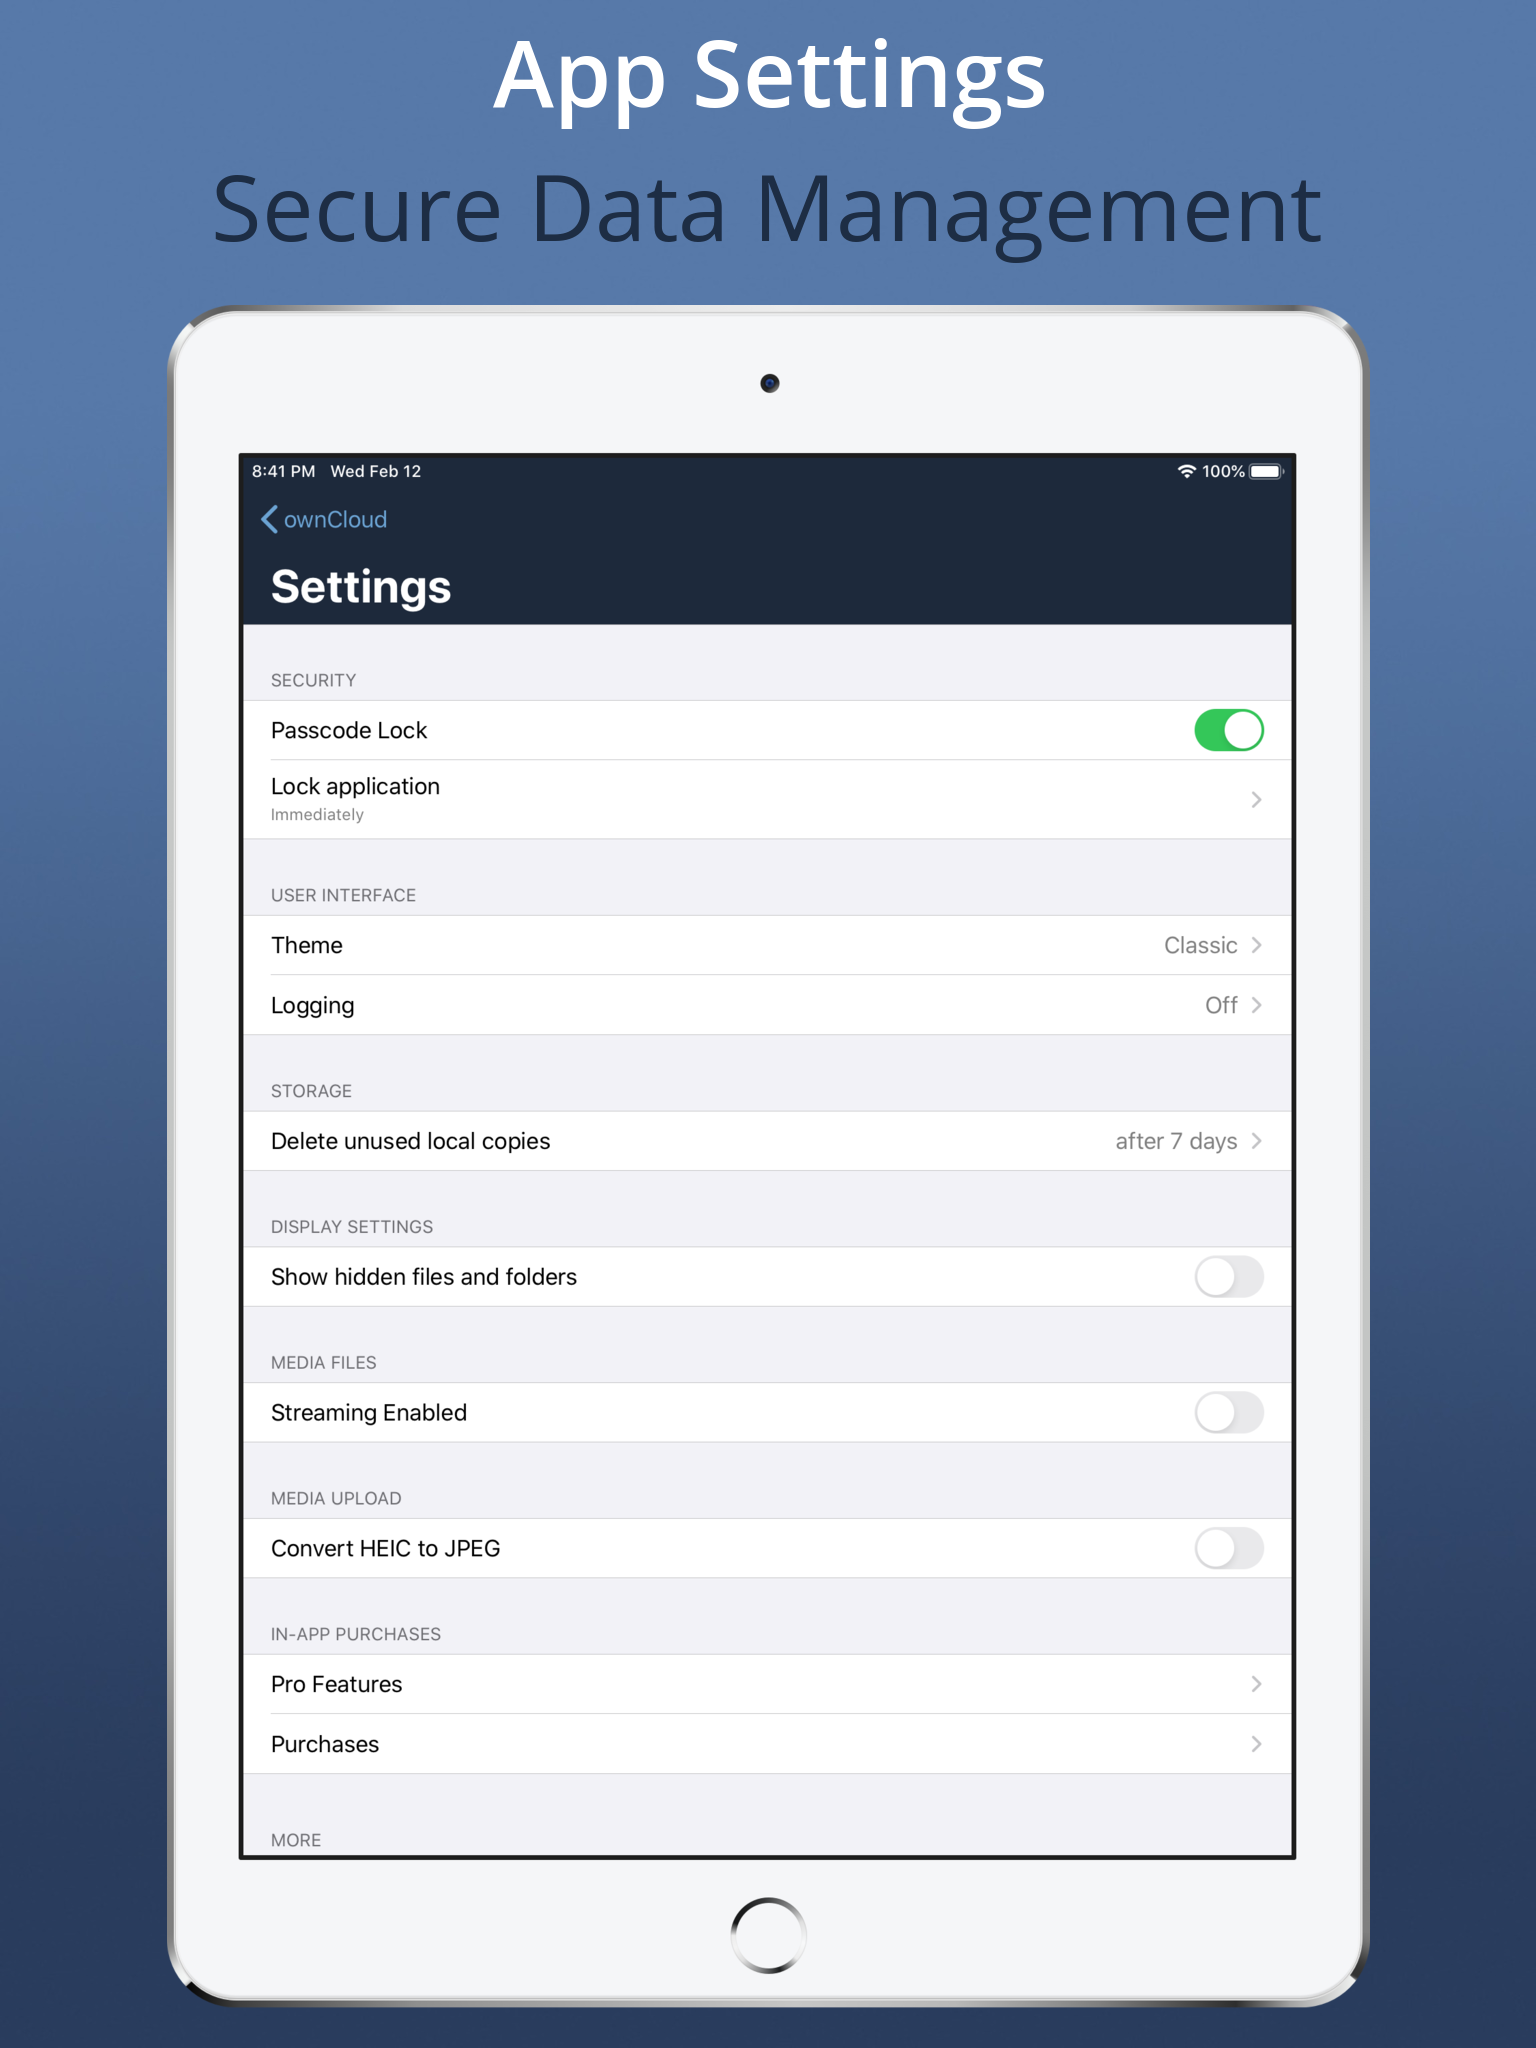 App Settings
Secure Data Management
8:41 PM Wed Feb 12 100%
ownCloud
Settings
SECURITY
Passcode Lock
Lock application
Immediately
USER INTERFACE
Theme Classic
Logging Off
STORAGE
Delete unused local copies after 7 days
DISPLAY SETTINGS
Show hidden files and folders
MEDIA FILES
Streaming Enabled
MEDIA UPLOAD
Convert HEIC to JPEG
IN-APP PURCHASES
Pro Features
Purchases
MORE